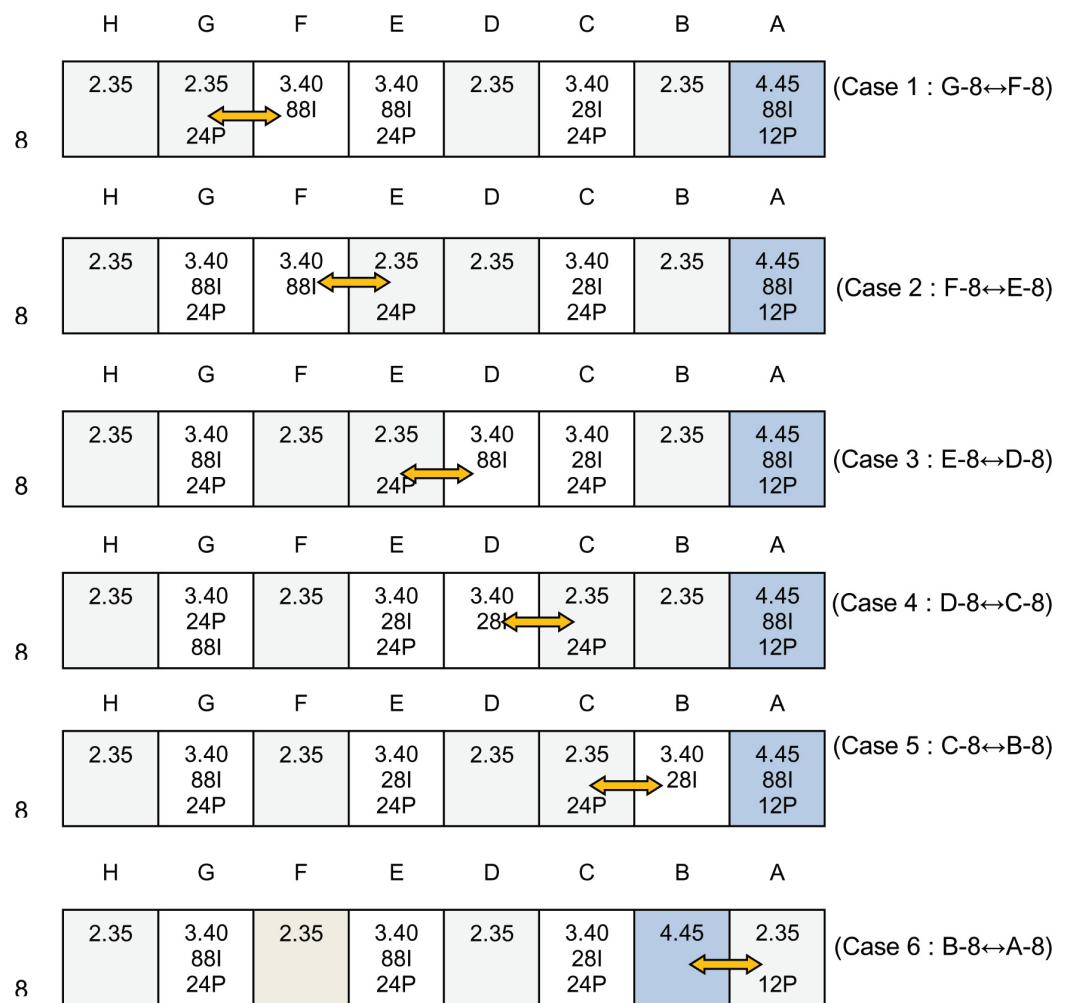 H G F E D C B A
2.35 2.35 3.40 3.40 2.35 3.40 2.35 4.45 (Case 1 : G-8↔F-8)
88I 88I 28I 88I
8 24P 24P 24P 12P
H G F E D C B A
2.35 3.40 3.40 2.35 2.35 3.40 2.35 4.45 (Case 2 : F-8↔E-8)
88I 88I 28I 88I
8 24P 24P 24P 12P
H G F E D C B A
2.35 3.40 2.35 2.35 3.40 3.40 2.35 4.45 (Case 3 : E-8↔D-8)
88I 88I 28I 88I
8 24P 24P 24P 12P
H G F E D C B A
2.35 3.40 2.35 3.40 3.40 2.35 2.35 4.45 (Case 4 : D-8↔C-8)
24P 28I 28I 88I
8 88I 24P 24P 12P
H G F E D C B A
2.35 3.40 2.35 3.40 2.35 2.35 3.40 4.45 (Case 5 : C-8↔B-8)
88I 28I 28I 88I
8 24P 24P 24P 12P
H G F E D C B A
2.35 3.40 2.35 3.40 2.35 3.40 4.45 2.35 (Case 6 : B-8↔A-8)
88I 88I 28I
8 24P 24P 24P 12P